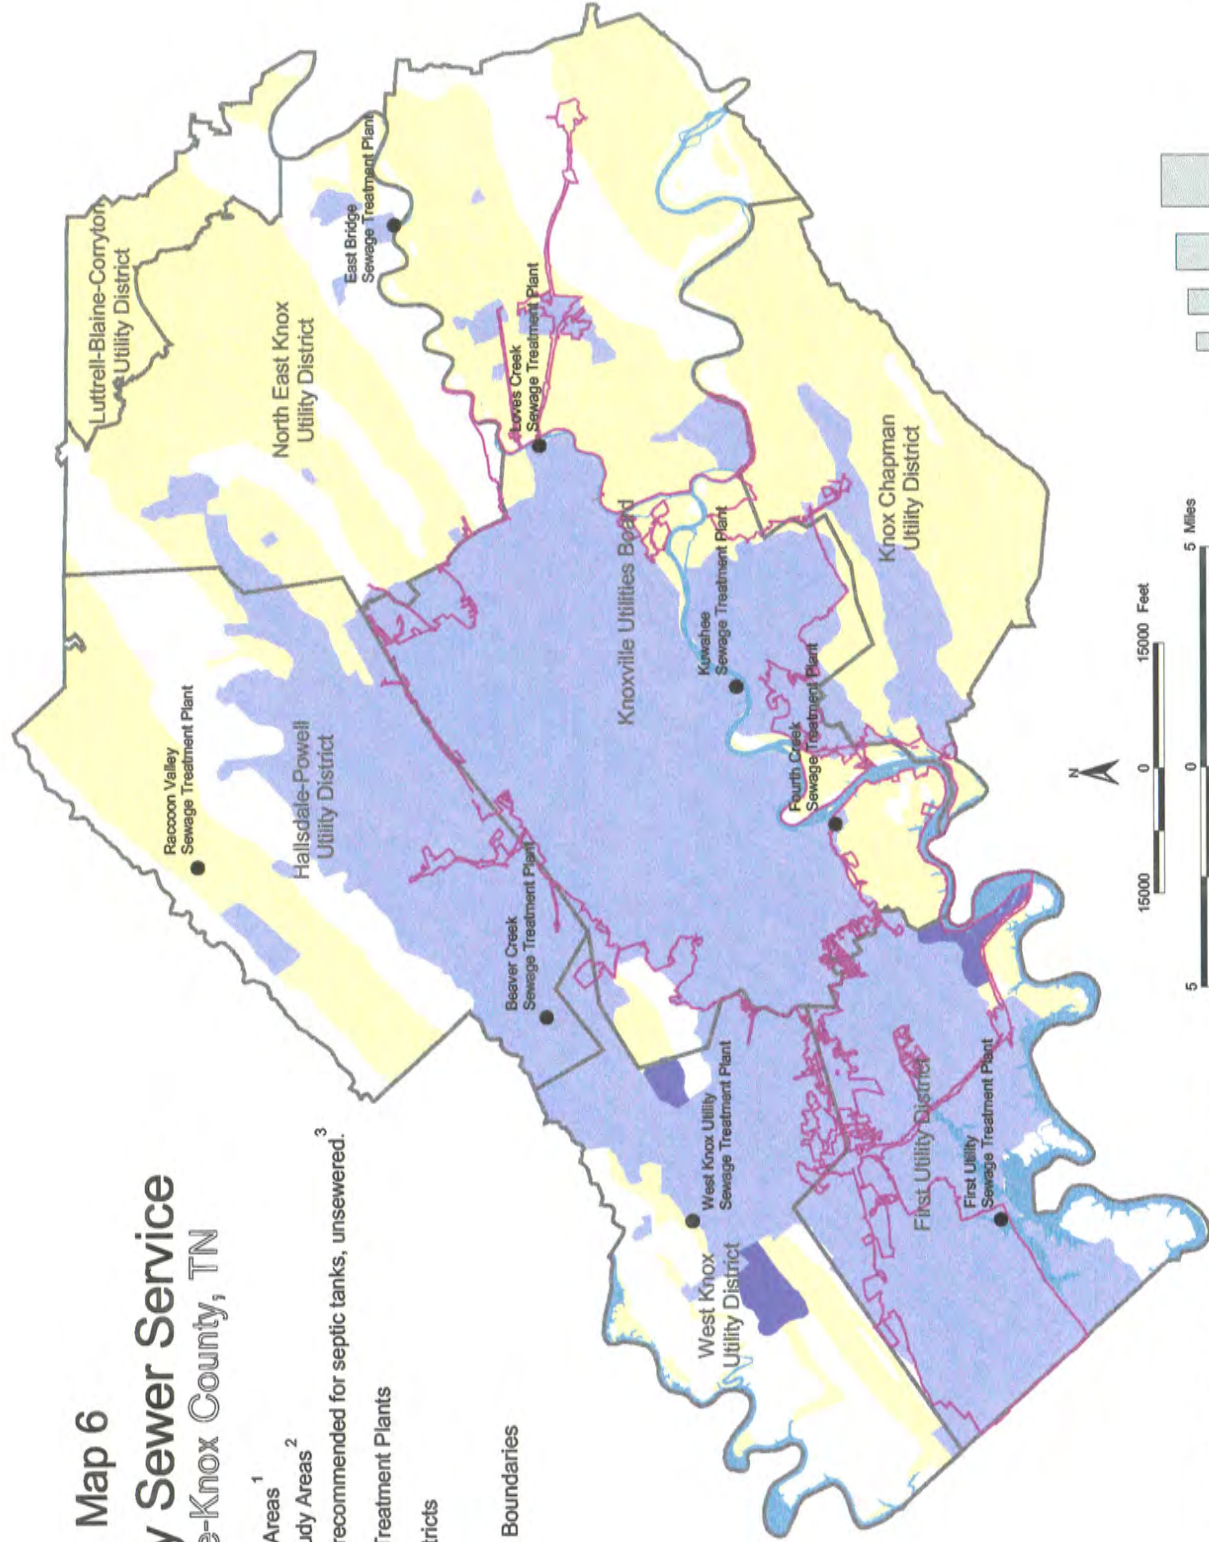 Map 6
y Sewer Service
e-Knox County, TN
Areas 1
udy Areas 2
recommended for septic tanks, unsewered. 3
Treatment Plants
tricts
Boundaries
Luttrell-Blaine-Corryton
Utility District
North East Knox
Utility District
East Bridge
Sewage Treatment Plant
Loves Creek
Sewage Treatment Plant
Raccoon Valley
Sewage Treatment Plant
Hallsdale-Powell
Utility District
Beaver Creek
Sewage Treatment Plant
Knoxville Utilities Board
Kuwahee
Sewage Treatment Plant
Knox Chapman
Utility District
Fourth Creek
Sewage Treatment Plant
West Knox Utility
Sewage Treatment Plant
West Knox
Utility District
First Utility District
First Utility
Sewage Treatment Plant
N
15000 0 15000 Feet
5 0 5 Miles